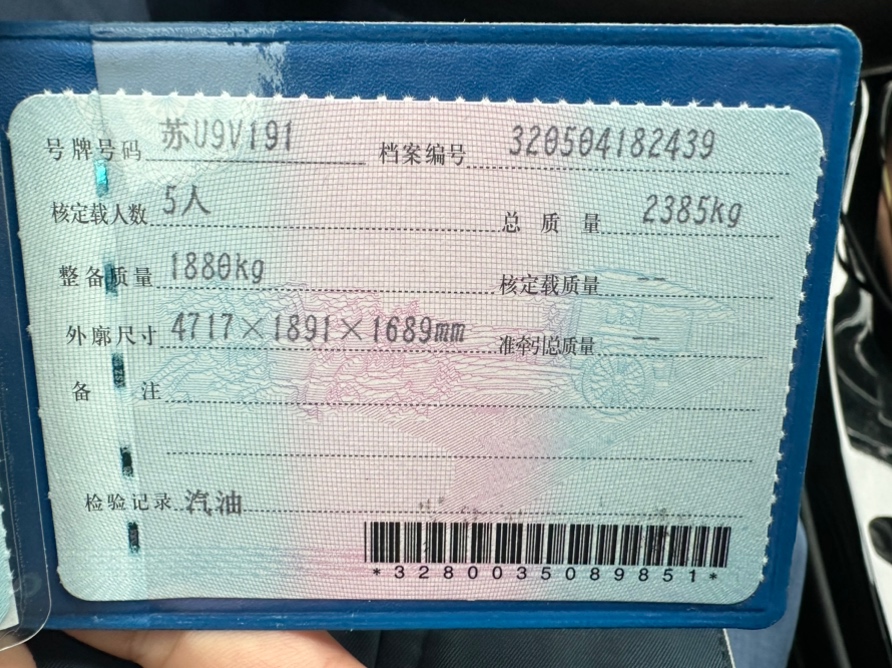 号牌号码 苏U9V191 档案编号 320504182439
核定载人数 5人 总质量 2385kg
整备质量 1880kg 核定载质量 --
外廓尺寸 4717×1891×1689mm 准牵引总质量 --
备注
检验记录 汽油
*3280035089851*